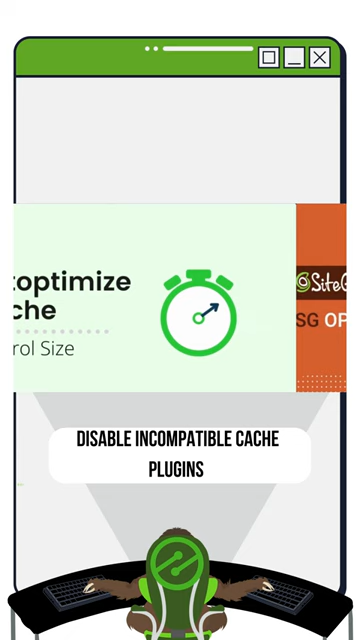 toptimize
che
rol Size
SiteG
SG OP
DISABLE INCOMPATIBLE CACHE
PLUGINS